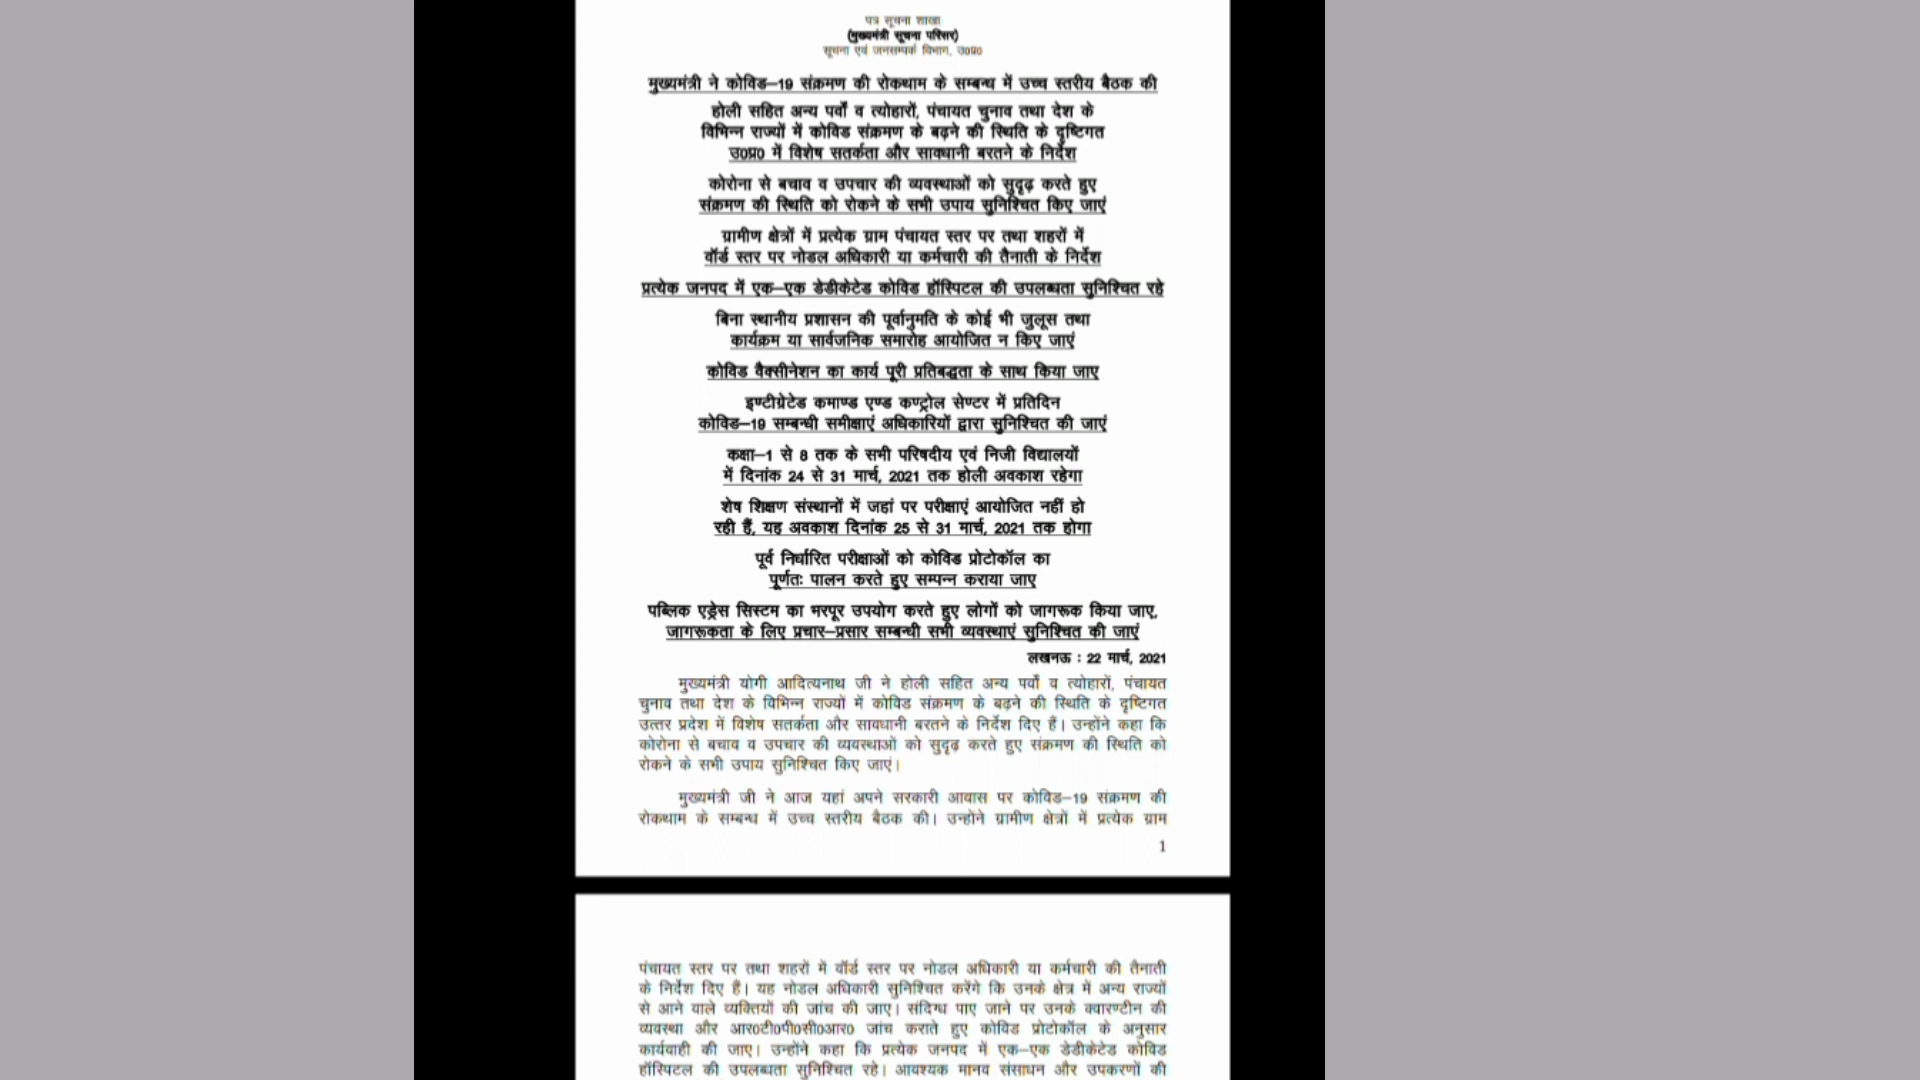 पत्र सूचना शाखा
(मुख्यमंत्री सूचना परिसर)
सूचना एवं जनसम्पर्क विभाग, उ0प्र0
मुख्यमंत्री ने कोविड–19 संक्रमण की रोकथाम के सम्बन्ध में उच्च स्तरीय बैठक की
होली सहित अन्य पर्वों व त्योहारों, पंचायत चुनाव तथा देश के
विभिन्न राज्यों में कोविड संक्रमण के बढ़ने की स्थिति के दृष्टिगत
उ0प्र0 में विशेष सतर्कता और सावधानी बरतने के निर्देश
कोरोना से बचाव व उपचार की व्यवस्थाओं को सुदृढ़ करते हुए
संक्रमण की स्थिति को रोकने के सभी उपाय सुनिश्चित किए जाएं
ग्रामीण क्षेत्रों में प्रत्येक ग्राम पंचायत स्तर पर तथा शहरों में
वॉर्ड स्तर पर नोडल अधिकारी या कर्मचारी की तैनाती के निर्देश
प्रत्येक जनपद में एक–एक डेडीकेटेड कोविड हॉस्पिटल की उपलब्धता सुनिश्चित रहे
बिना स्थानीय प्रशासन की पूर्वानुमति के कोई भी जुलूस तथा
कार्यक्रम या सार्वजनिक समारोह आयोजित न किए जाएं
कोविड वैक्सीनेशन का कार्य पूरी प्रतिबद्धता के साथ किया जाए
इण्टीग्रेटेड कमाण्ड एण्ड कण्ट्रोल सेण्टर में प्रतिदिन
कोविड–19 सम्बन्धी समीक्षाएं अधिकारियों द्वारा सुनिश्चित की जाएं
कक्षा–1 से 8 तक के सभी परिषदीय एवं निजी विद्यालयों
में दिनांक 24 से 31 मार्च, 2021 तक होली अवकाश रहेगा
शेष शिक्षण संस्थानों में जहां पर परीक्षाएं आयोजित नहीं हो
रही हैं, यह अवकाश दिनांक 25 से 31 मार्च, 2021 तक होगा
पूर्व निर्धारित परीक्षाओं को कोविड प्रोटोकॉल का
पूर्णतः पालन करते हुए सम्पन्न कराया जाए
पब्लिक एड्रेस सिस्टम का भरपूर उपयोग करते हुए लोगों को जागरूक किया जाए,
जागरूकता के लिए प्रचार–प्रसार सम्बन्धी सभी व्यवस्थाएं सुनिश्चित की जाएं
लखनऊ : 22 मार्च, 2021
मुख्यमंत्री योगी आदित्यनाथ जी ने होली सहित अन्य पर्वों व त्योहारों, पंचायत
चुनाव तथा देश के विभिन्न राज्यों में कोविड संक्रमण के बढ़ने की स्थिति के दृष्टिगत
उत्तर प्रदेश में विशेष सतर्कता और सावधानी बरतने के निर्देश दिए हैं। उन्होंने कहा कि
कोरोना से बचाव व उपचार की व्यवस्थाओं को सुदृढ़ करते हुए संक्रमण की स्थिति को
रोकने के सभी उपाय सुनिश्चित किए जाएं।
मुख्यमंत्री जी ने आज यहां अपने सरकारी आवास पर कोविड–19 संक्रमण की
रोकथाम के सम्बन्ध में उच्च स्तरीय बैठक की। उन्होंने ग्रामीण क्षेत्रों में प्रत्येक ग्राम
1
पंचायत स्तर पर तथा शहरों में वॉर्ड स्तर पर नोडल अधिकारी या कर्मचारी की तैनाती
के निर्देश दिए हैं। यह नोडल अधिकारी सुनिश्चित करेंगे कि उनके क्षेत्र में अन्य राज्यों
से आने वाले व्यक्तियों की जांच की जाए। संदिग्ध पाए जाने पर उनके क्वारण्टीन की
व्यवस्था और आर0टी0पी0सी0आर0 जांच कराते हुए कोविड प्रोटोकॉल के अनुसार
कार्यवाही की जाए। उन्होंने कहा कि प्रत्येक जनपद में एक–एक डेडीकेटेड कोविड
हॉस्पिटल की उपलब्धता सुनिश्चित रहे। आवश्यक मानव संसाधन और उपकरणों की